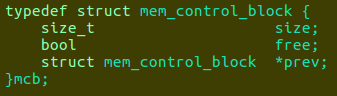 typedef struct mem_control_block {
    size_t                    size;
    bool                      free;
    struct mem_control_block  *prev;
}mcb;